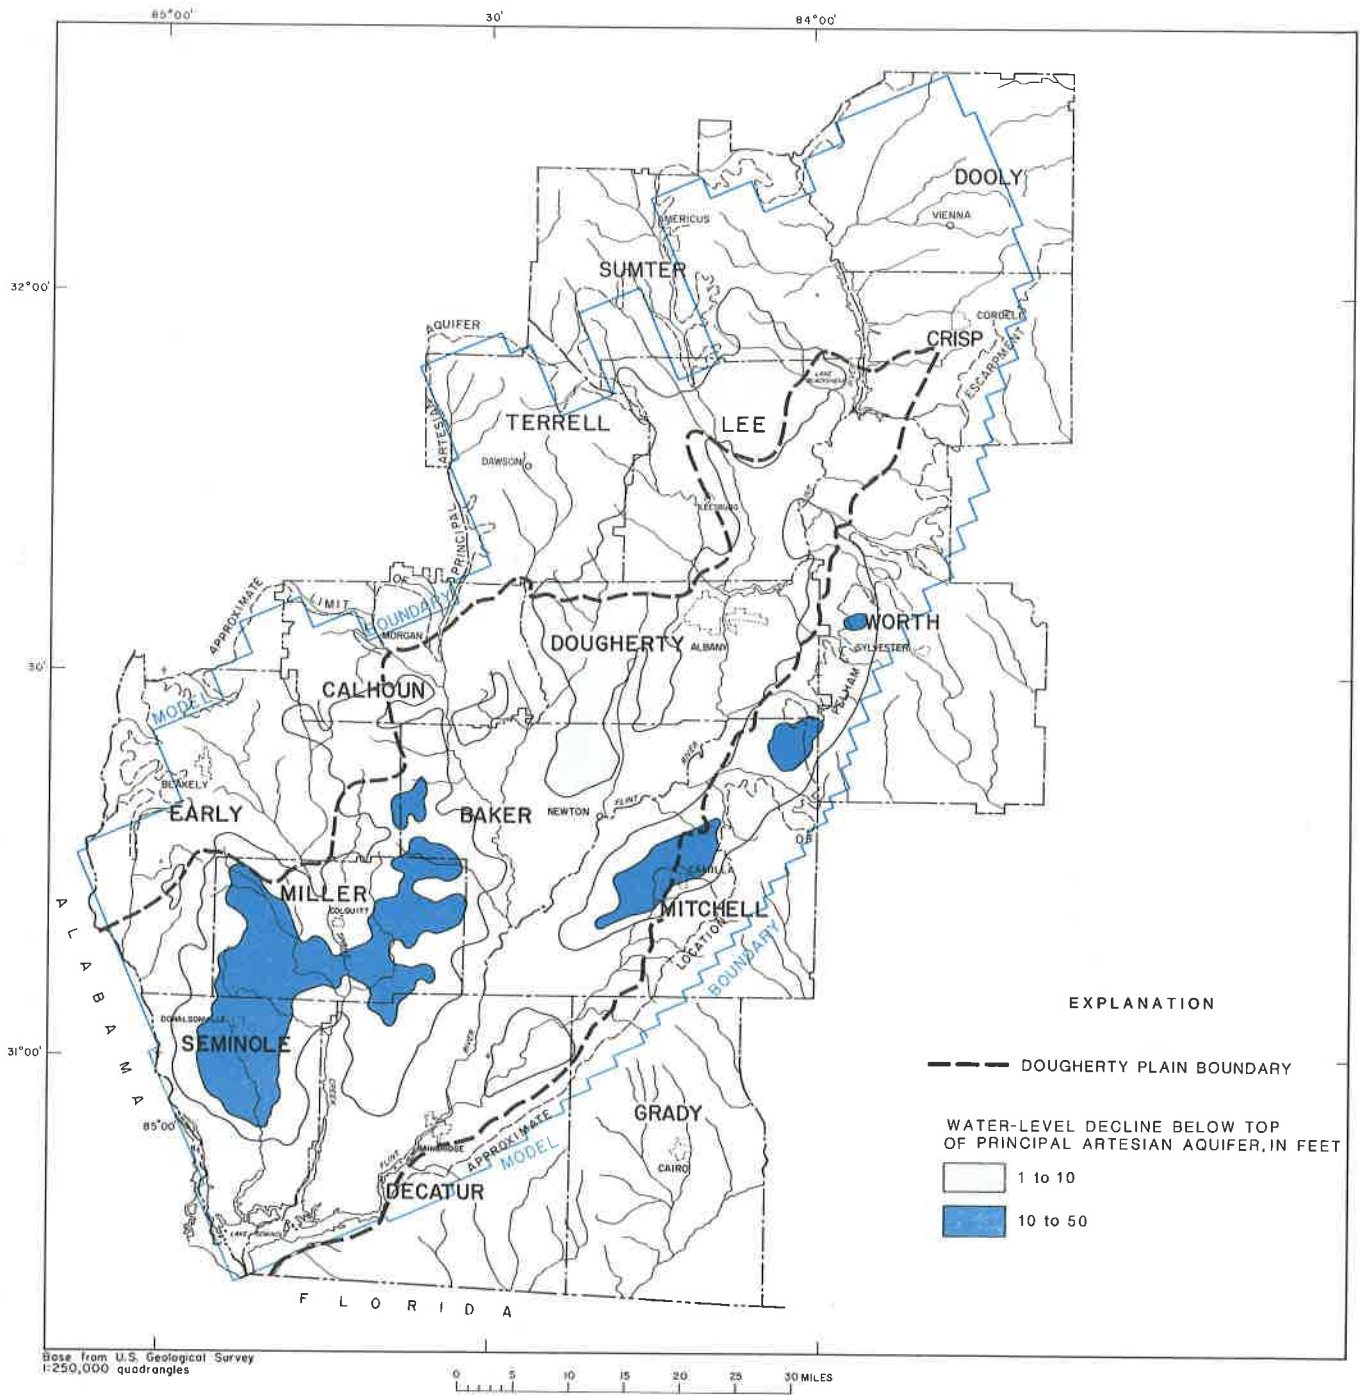 85°00'
30'
84°00'
DOOLY
VIENNA
AMERICUS
SUMTER
32°00'
CORDELE
AQUIFER
CRISP
ESCARPMENT
LAKE
BLACKSHEAR
ARTESIAN
TERRELL
LEE
DAWSON
LEESBURG
FLINT
PRINCIPAL
OF
LIMIT
APPROXIMATE
BOUNDARY
MORGAN
WORTH
DOUGHERTY
ALBANY
SYLVESTER
30'
PELHAM
CALHOUN
MODEL
RIVER
BLAKELY
EARLY
BAKER
NEWTON
FLINT
OR
CAMILLA
MILLER
COLQUITT
MITCHELL
LOCATION
BOUNDARY
ALABAMA
EXPLANATION
DONALSONVILLE
SEMINOLE
31°00'
RIVER
DOUGHERTY PLAIN BOUNDARY
CREEK
GRADY
85°00'
WATER-LEVEL DECLINE BELOW TOP
OF PRINCIPAL ARTESIAN AQUIFER, IN FEET
APPROXIMATE
MODEL
BAINBRIDGE
FLINT
CAIRO
1 to 10
DECATUR
10 to 50
LAKE SEMINOLE
FLORIDA
Base from U.S. Geological Survey
1:250,000 quadrangles
0 5 10 15 20 25 30 MILES